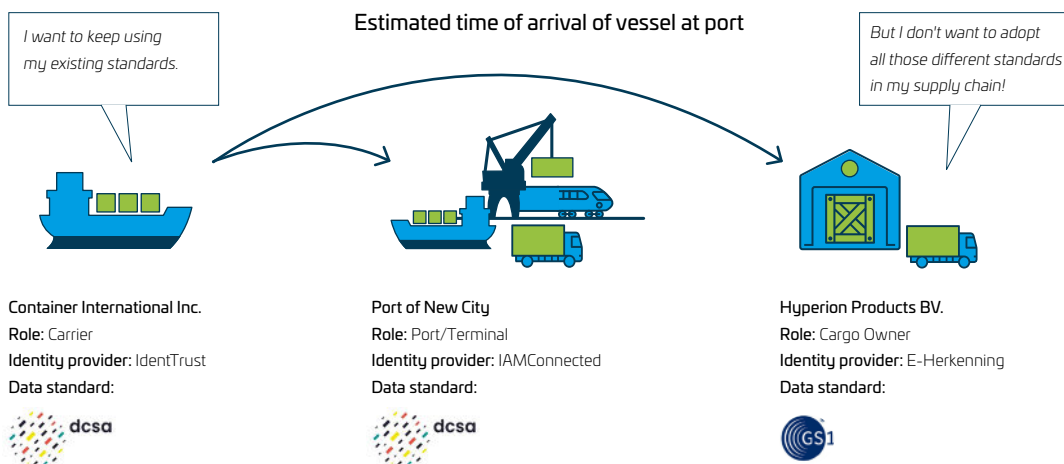 Estimated time of arrival of vessel at port
I want to keep using
my existing standards.
But I don't want to adopt
all those different standards
in my supply chain!
Container International Inc.
Role: Carrier
Identity provider: IdentTrust
Data standard:
dcsa
Port of New City
Role: Port/Terminal
Identity provider: IAMConnected
Data standard:
dcsa
Hyperion Products BV.
Role: Cargo Owner
Identity provider: E-Herkenning
Data standard:
GS1